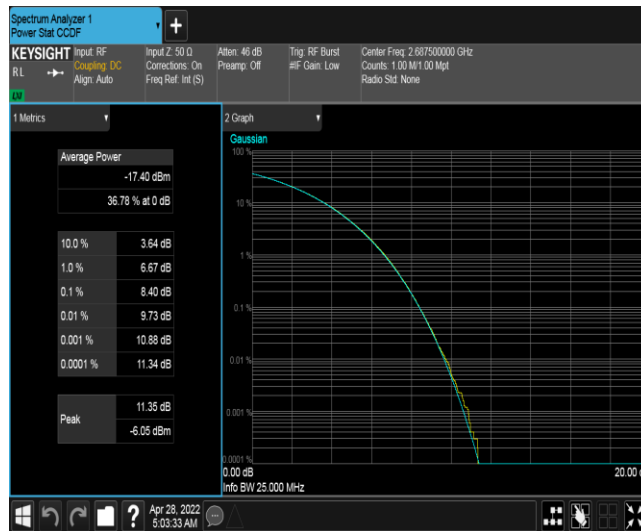 Spectrum Analyzer 1
Power Stat CCDF
KEYSIGHT
RL
Input: RF
Coupling: DC
Align: Auto
Input Z: 50 Ω
Corrections: On
Freq Ref: Int (S)
Atten: 46 dB
Preamp: Off
Trig: RF Burst
#IF Gain: Low
Center Freq: 2.687500000 GHz
Counts: 1.00 M/1.00 Mpt
Radio Std: None
1 Metrics
Average Power
-17.40 dBm
36.78 % at 0 dB
10.0 % 3.64 dB
1.0 % 6.67 dB
0.1 % 8.40 dB
0.01 % 9.73 dB
0.001 % 10.88 dB
0.0001 % 11.34 dB
Peak
11.35 dB
-6.05 dBm
2 Graph
Gaussian
100 %
10 %
1 %
0.1 %
0.01 %
0.001 %
0.0001 %
0.00 dB
20.00
Info BW 25.000 MHz
?
Apr 28, 2022
5:03:33 AM